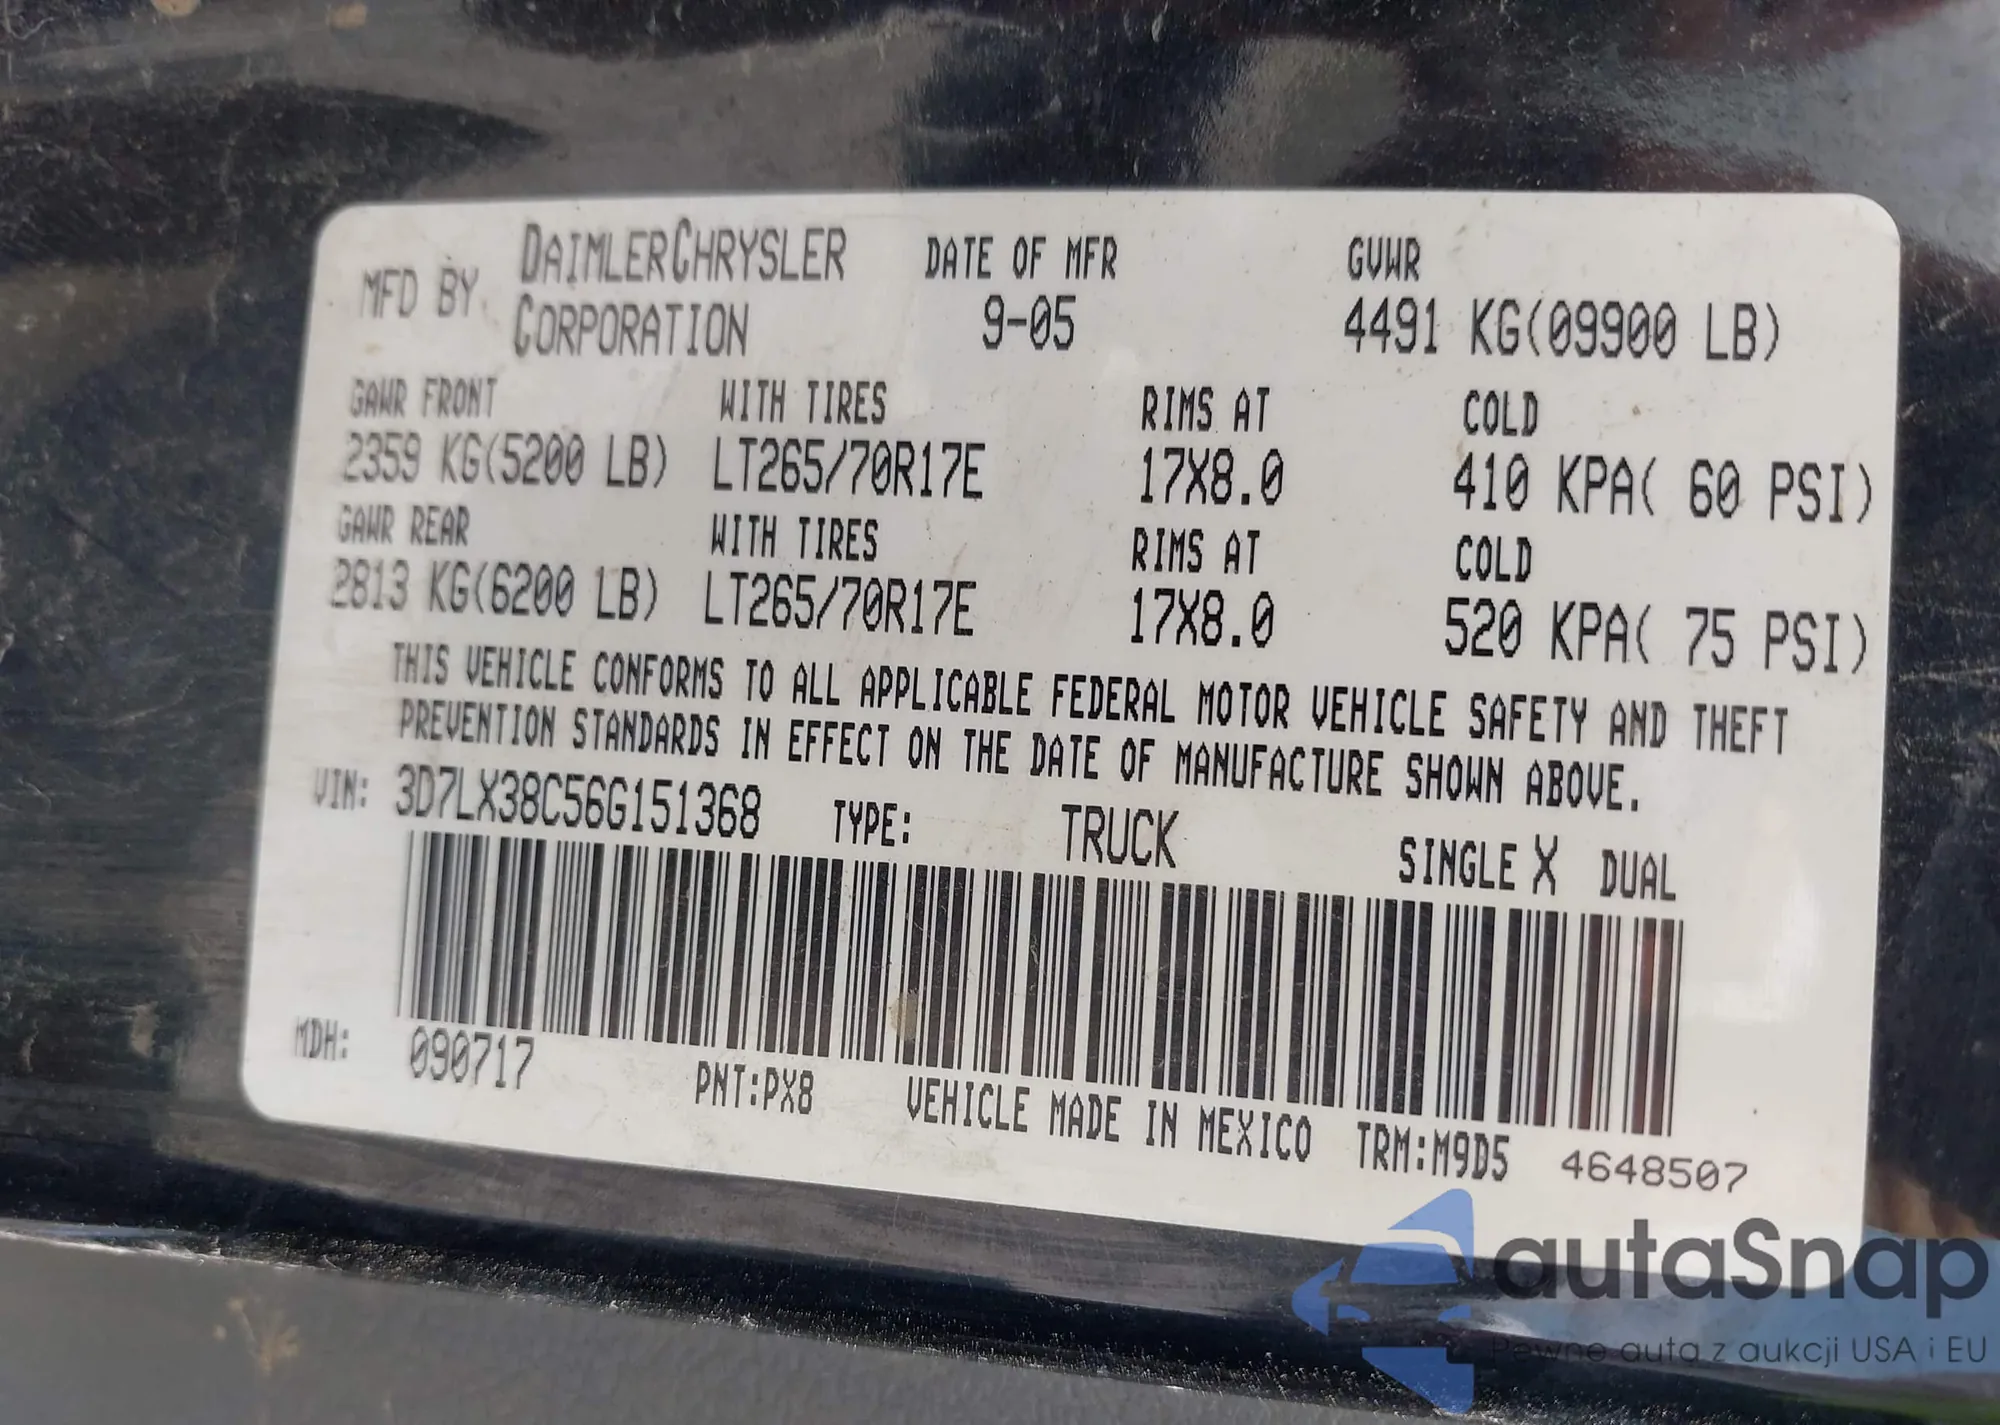 MFD BY DAIMLERCHRYSLER CORPORATION DATE OF MFR 9-05 GVWR 4491 KG(09900 LB)
GAWR FRONT WITH TIRES RIMS AT COLD
2359 KG(5200 LB) LT265/70R17E 17X8.0 410 KPA( 60 PSI)
GAWR REAR WITH TIRES RIMS AT COLD
2813 KG(6200 LB) LT265/70R17E 17X8.0 520 KPA( 75 PSI)
THIS VEHICLE CONFORMS TO ALL APPLICABLE FEDERAL MOTOR VEHICLE SAFETY AND THEFT
PREVENTION STANDARDS IN EFFECT ON THE DATE OF MANUFACTURE SHOWN ABOVE.
VIN: 3D7LX38C56G151368 TYPE: TRUCK SINGLE X DUAL
MDH: 090717 PNT:PX8 VEHICLE MADE IN MEXICO TRM:M9D5 4648507
autaSnap
Pewne auta z aukcji USA i EU